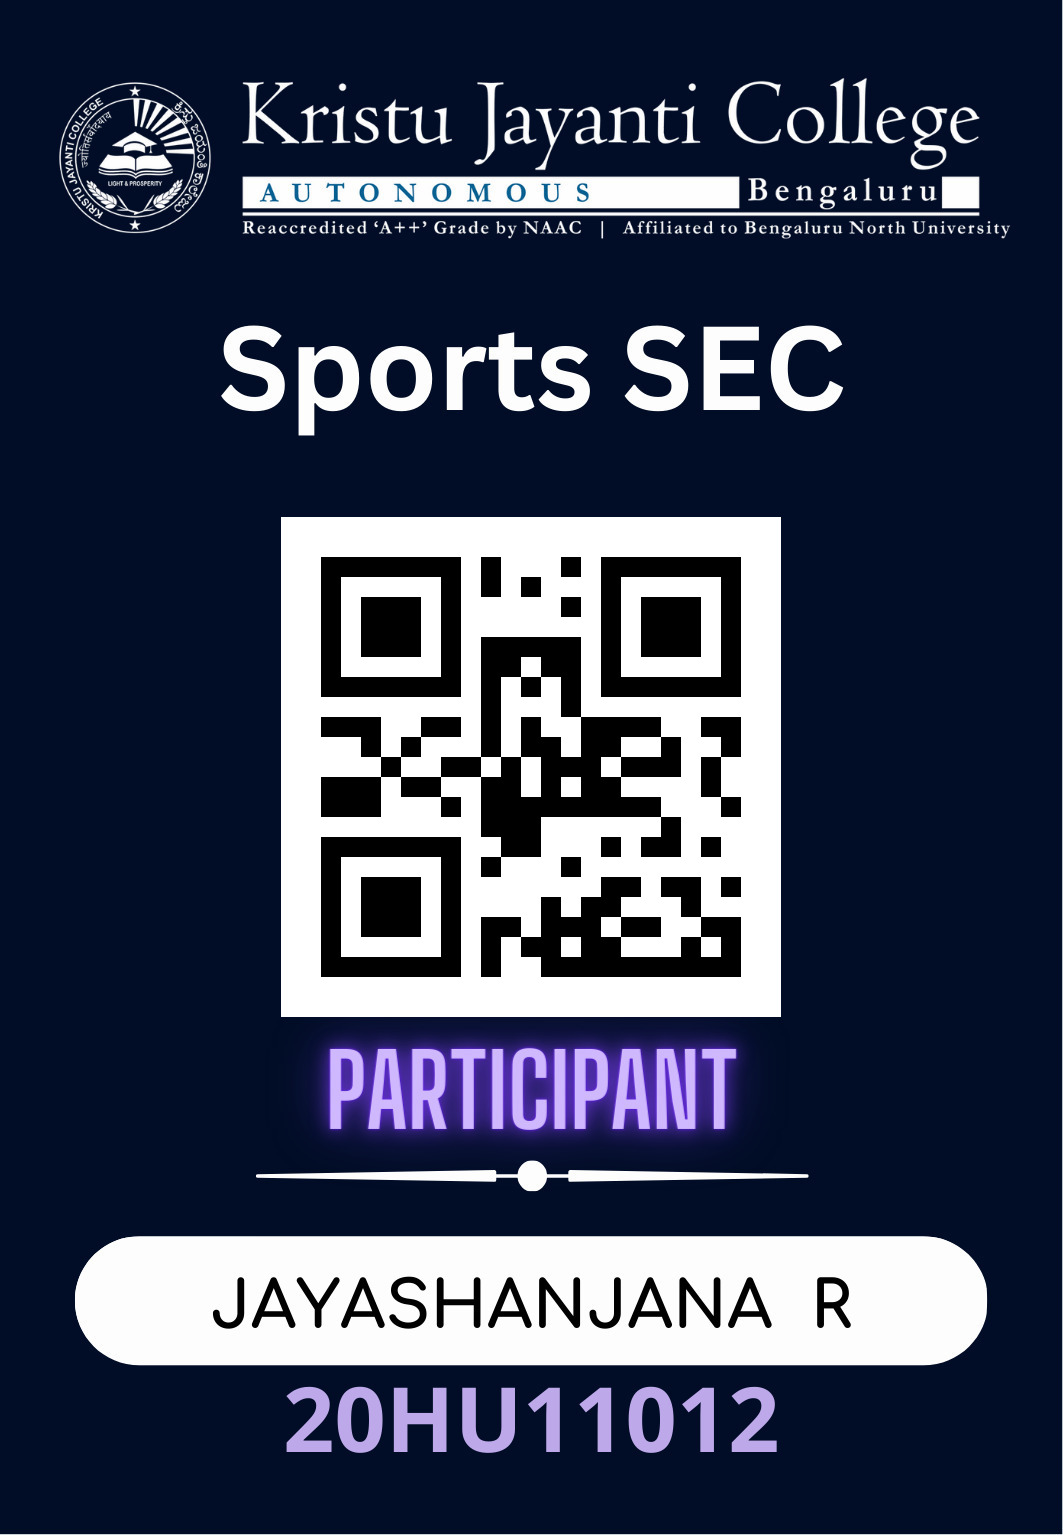 KRISTU JAYANTI COLLEGE
ಕ್ರಿಸ್ತು ಜಯಂತಿ ಕಾಲೇಜು
LIGHT & PROSPERITY
Kristu Jayanti College
AUTONOMOUS Bengaluru
Reaccredited ‘A++’ Grade by NAAC | Affiliated to Bengaluru North University
Sports SEC
PARTICIPANT
JAYASHANJANA R
20HU11012